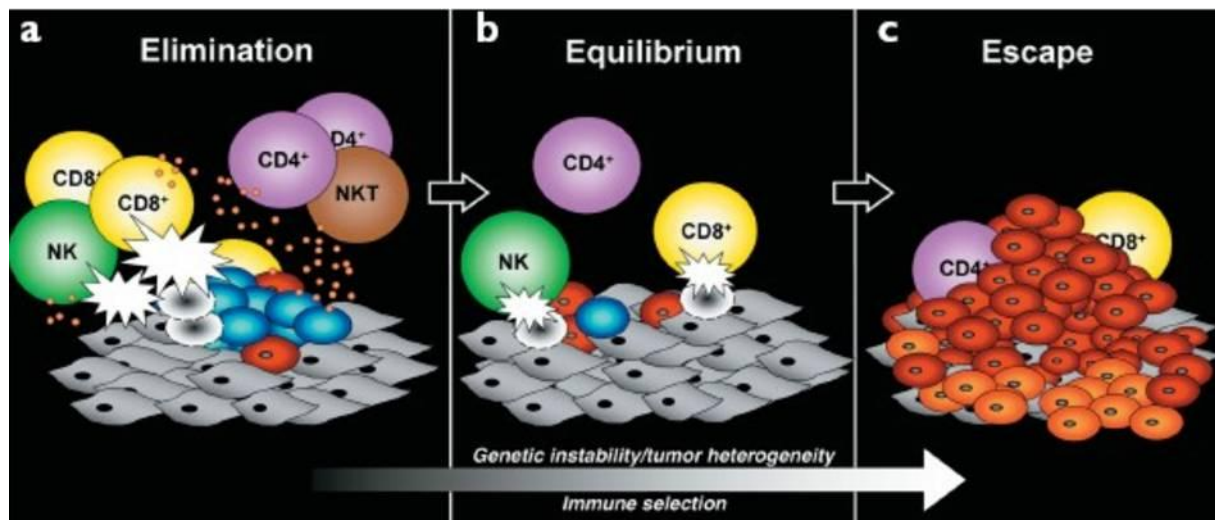 a
Elimination
CD8⁺
CD8⁺
NK
CD4⁺
D4⁺
NKT
b
Equilibrium
CD4⁺
CD8⁺
NK
c
Escape
CD4⁺
CD8⁺
Genetic instability/tumor heterogeneity
Immune selection